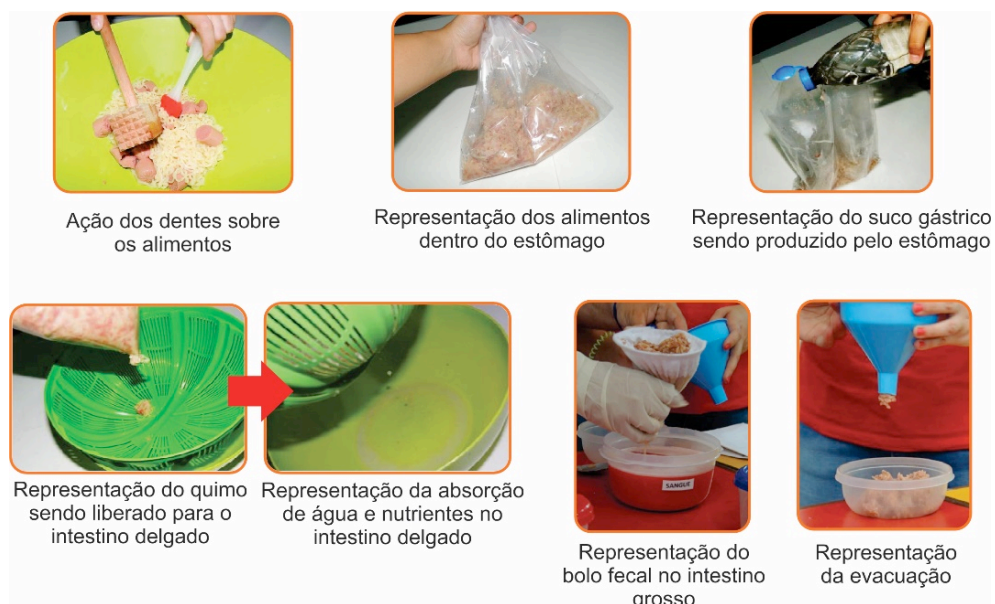 Ação dos dentes sobre
os alimentos
Representação dos alimentos
dentro do estômago
Representação do suco gástrico
sendo produzido pelo estômago
Representação do quimo
sendo liberado para o
intestino delgado
Representação da absorção
de água e nutrientes no
intestino delgado
SANGUE
Representação do
bolo fecal no intestino
grosso
Representação
da evacuação